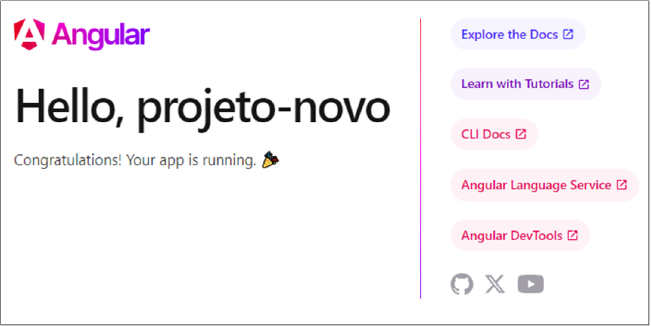 Angular
Hello, projeto-novo
Congratulations! Your app is running. 🎉
Explore the Docs
Learn with Tutorials
CLI Docs
Angular Language Service
Angular DevTools